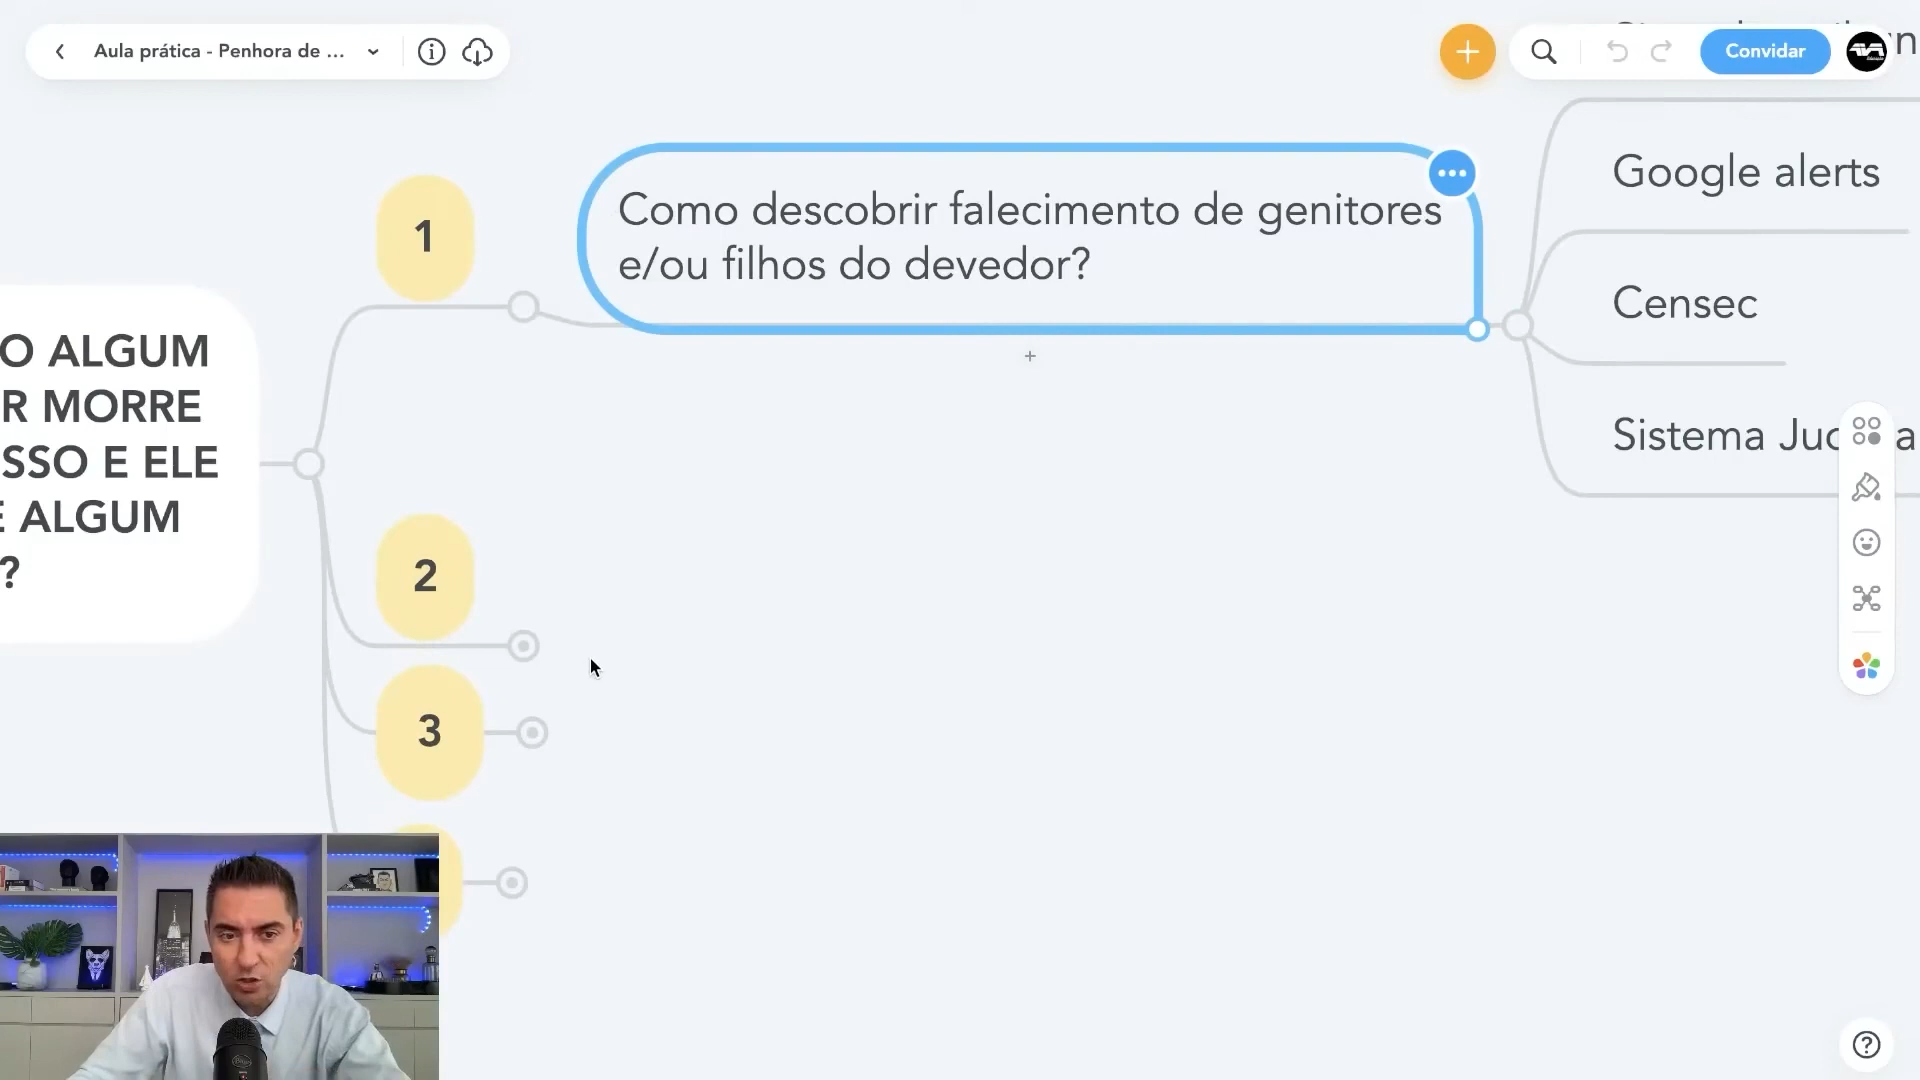 Aula prática - Penhora de ...
Convidar
1
Como descobrir falecimento de genitores
e/ou filhos do devedor?
Google alerts
Censec
Sistema
O ALGUM
R MORRE
SSO E ELE
E ALGUM
?
2
3